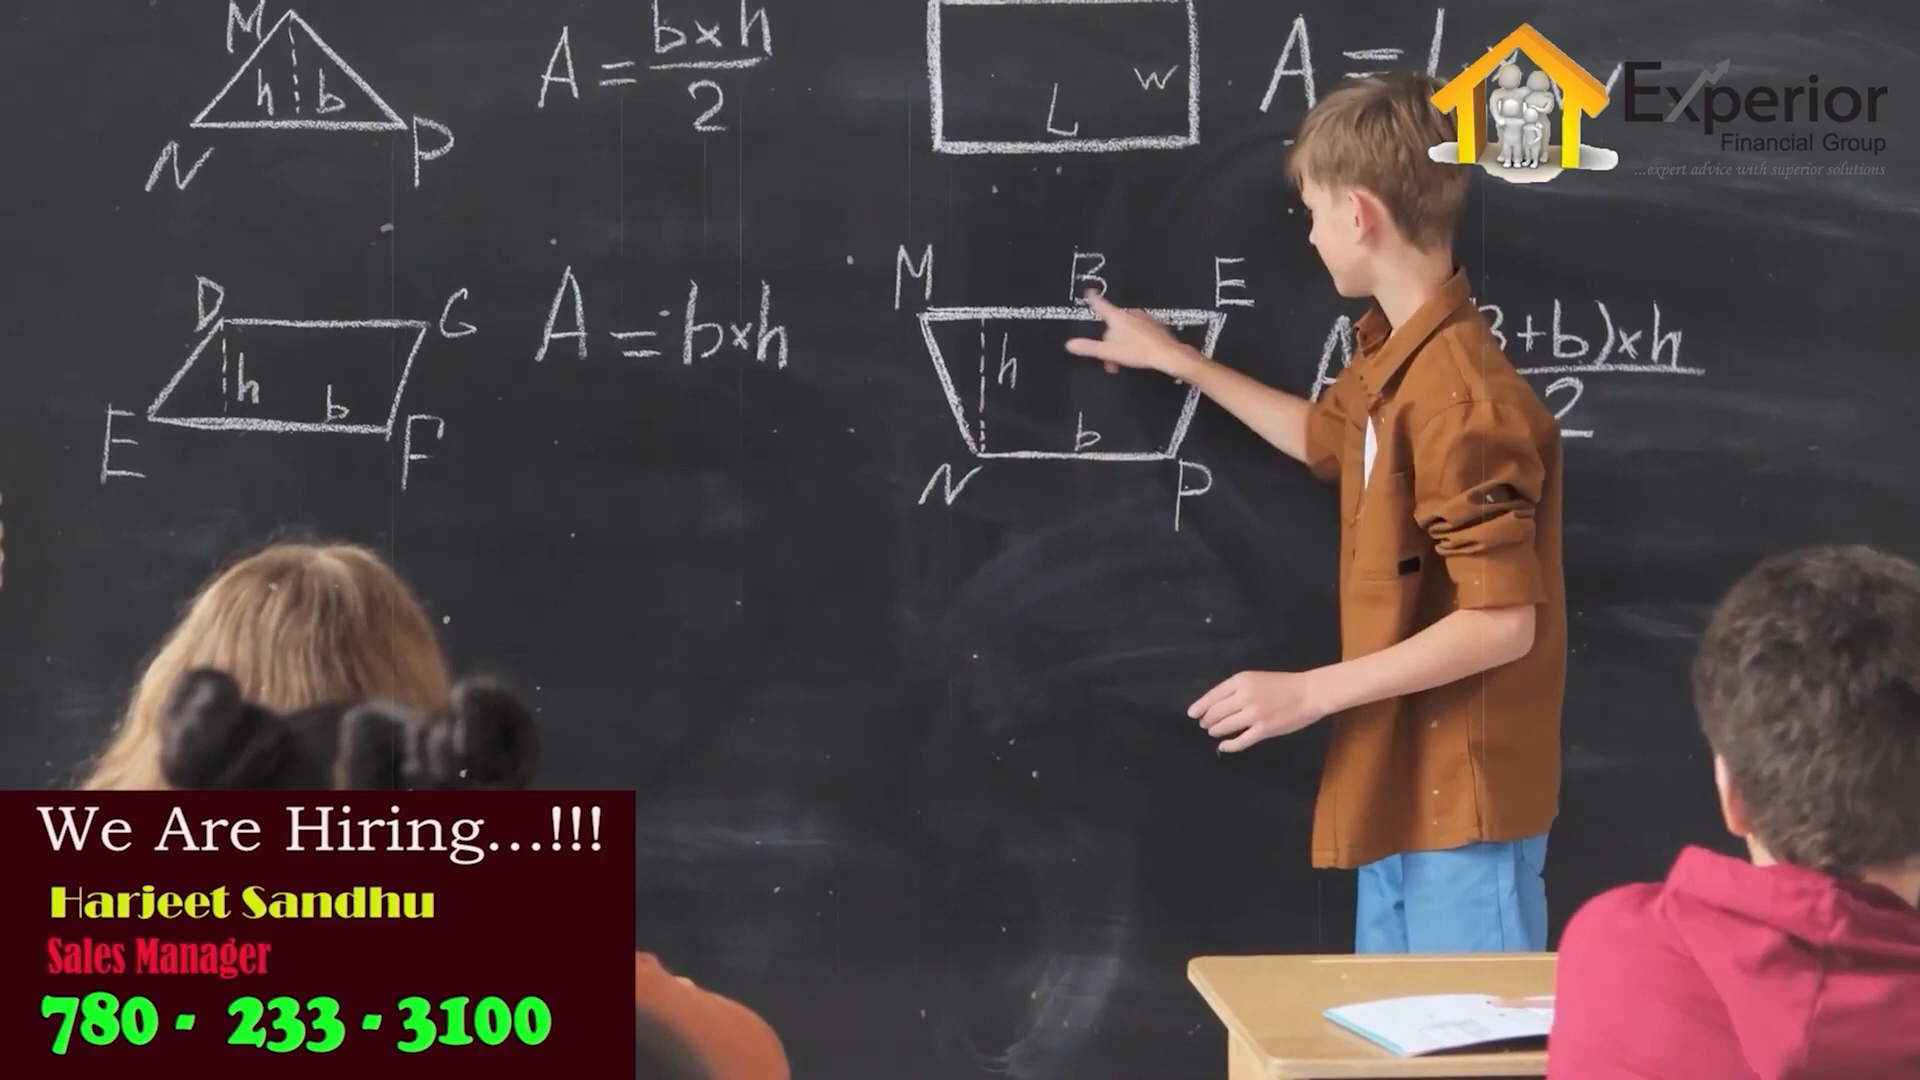 M
h b
N P
A = b×h
2
L w
A = L
Experior
Financial Group
...expert advice with superior solutions
D G
h b
E F
A = b×h
M B E
h
b
N P
+b)×h
2
We Are Hiring...!!!
Harjeet Sandhu
Sales Manager
780 - 233 - 3100